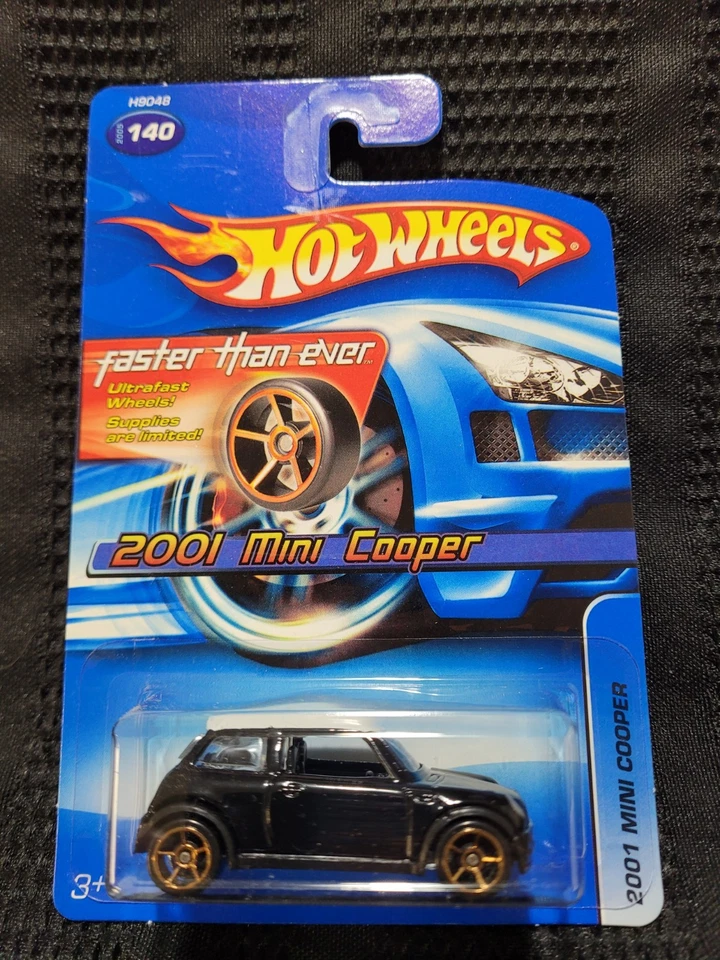 H9048
2005 140
HOT WHEELS®
faster than ever™
Ultrafast
Wheels!
Supplies
are limited!
2001 Mini Cooper
2001 MINI COOPER
3+